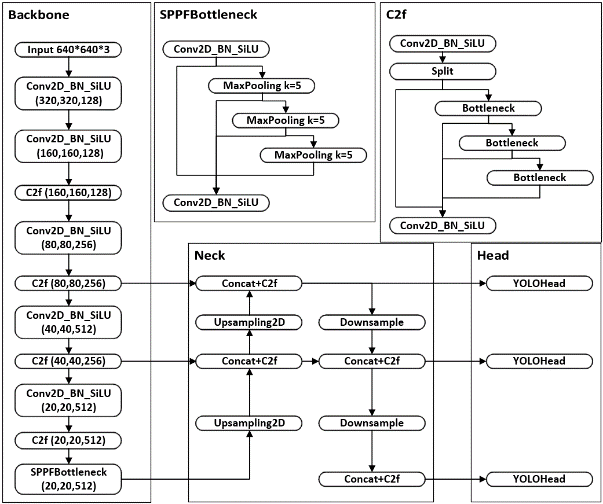 Backbone
Input 640*640*3
Conv2D_BN_SiLU
(320,320,128)
Conv2D_BN_SiLU
(160,160,128)
C2f (160,160,128)
Conv2D_BN_SiLU
(80,80,256)
C2f (80,80,256)
Conv2D_BN_SiLU
(40,40,512)
C2f (40,40,256)
Conv2D_BN_SiLU
(20,20,512)
C2f (20,20,512)
SPPFBottleneck
(20,20,512)
SPPFBottleneck
Conv2D_BN_SiLU
MaxPooling k=5
MaxPooling k=5
MaxPooling k=5
Conv2D_BN_SiLU
C2f
Conv2D_BN_SiLU
Split
Bottleneck
Bottleneck
Bottleneck
Conv2D_BN_SiLU
Neck
Concat+C2f
Upsampling2D
Downsample
Concat+C2f
Concat+C2f
Upsampling2D
Downsample
Concat+C2f
Head
YOLOHead
YOLOHead
YOLOHead